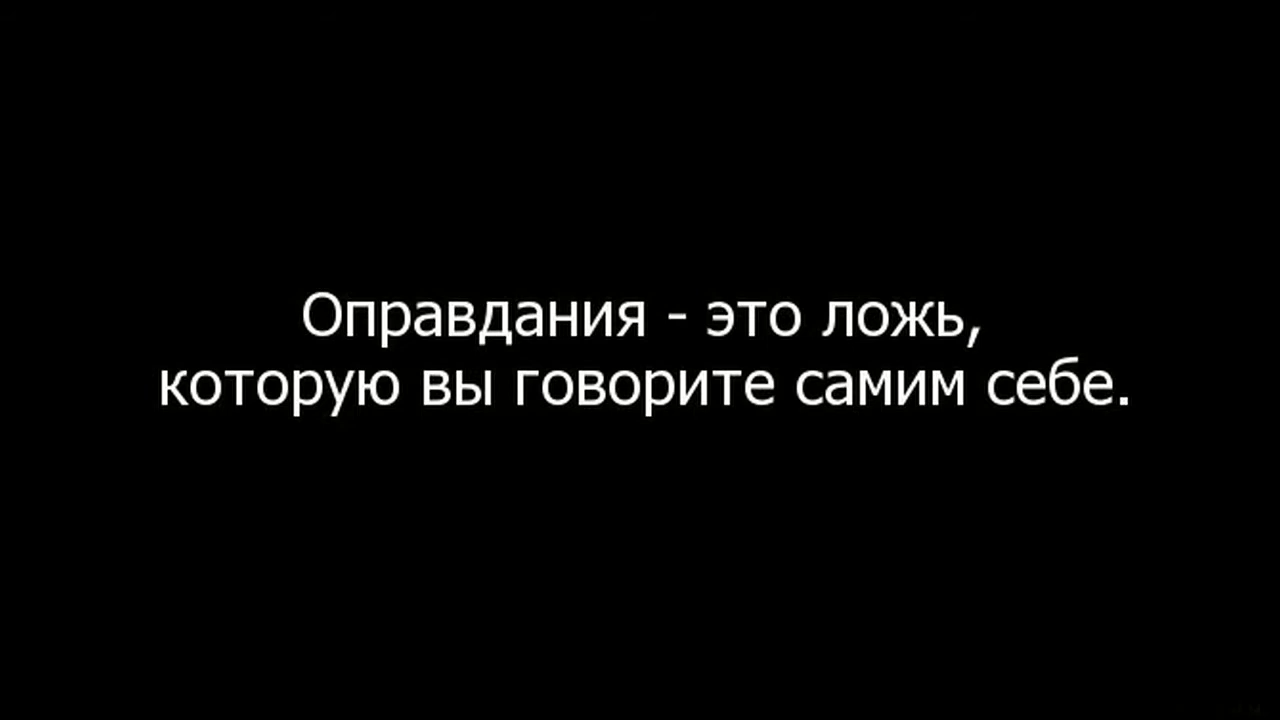 Оправдания - это ложь,
которую вы говорите самим себе.